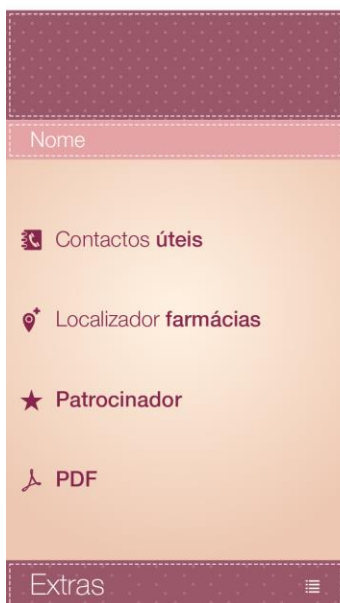 Nome
Contactos úteis
Localizador farmácias
Patrocinador
PDF
Extras